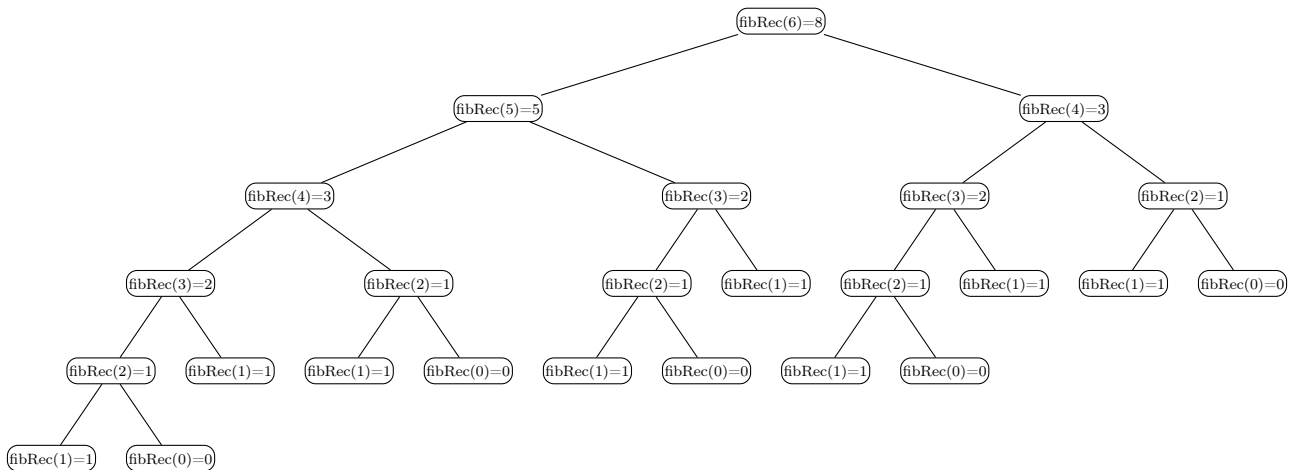 fibRec(6)=8
fibRec(5)=5
fibRec(4)=3
fibRec(4)=3
fibRec(3)=2
fibRec(3)=2
fibRec(2)=1
fibRec(3)=2
fibRec(2)=1
fibRec(2)=1
fibRec(1)=1
fibRec(2)=1
fibRec(1)=1
fibRec(1)=1
fibRec(0)=0
fibRec(2)=1
fibRec(1)=1
fibRec(1)=1
fibRec(0)=0
fibRec(1)=1
fibRec(0)=0
fibRec(1)=1
fibRec(0)=0
fibRec(1)=1
fibRec(0)=0